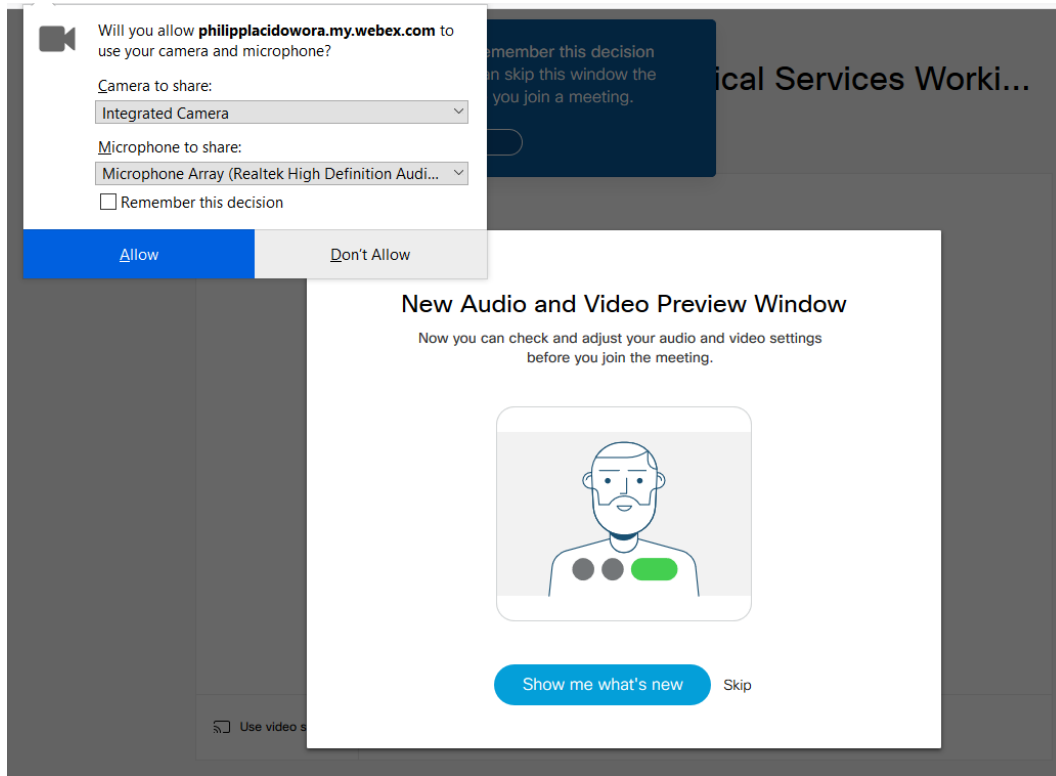 Will you allow philipplacidowora.my.webex.com to
use your camera and microphone?
Camera to share:
Integrated Camera
Microphone to share:
Microphone Array (Realtek High Definition Audi...
Remember this decision
Allow
Don't Allow
this decision
skip this window the
you join a meeting.
Services Worki...
New Audio and Video Preview Window
Now you can check and adjust your audio and video settings
before you join the meeting.
Show me what's new
Skip
Use video